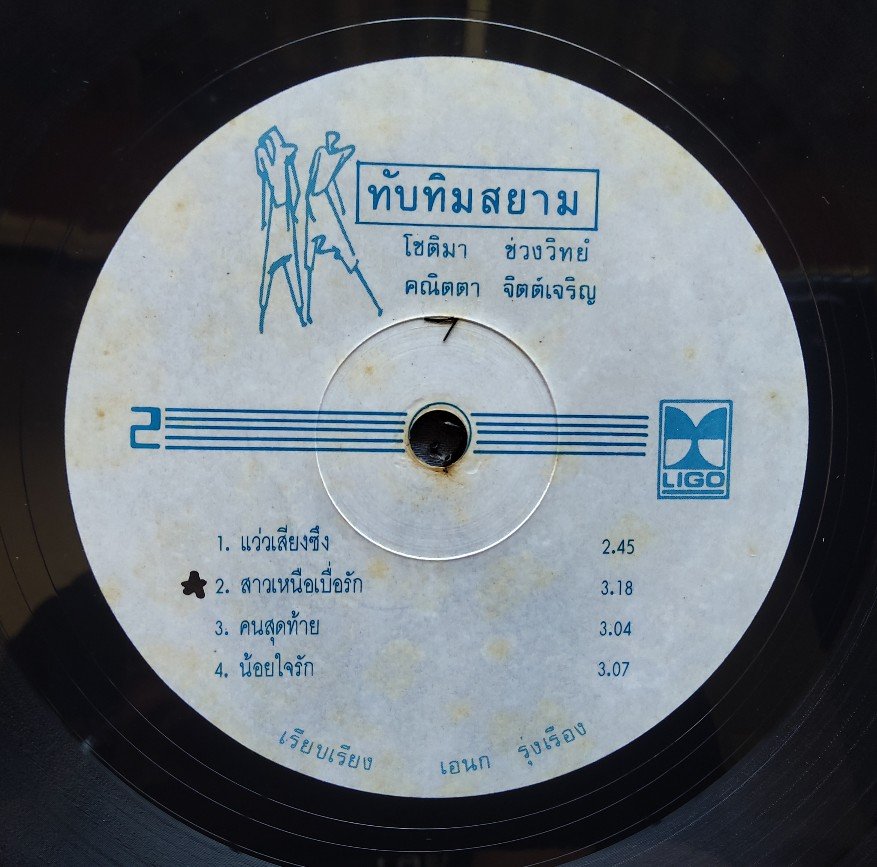 ทับทิมสยาม
โชติมา ช่วงวิทย์
คณิตตา จิตต์เจริญ
2
LIGO
1. แว่วเสียงซึง 2.45
2. สาวเหนือเบื่อรัก 3.18
3. คนสุดท้าย 3.04
4. น้อยใจรัก 3.07
เรียบเรียง เอนก รุ่งเรือง